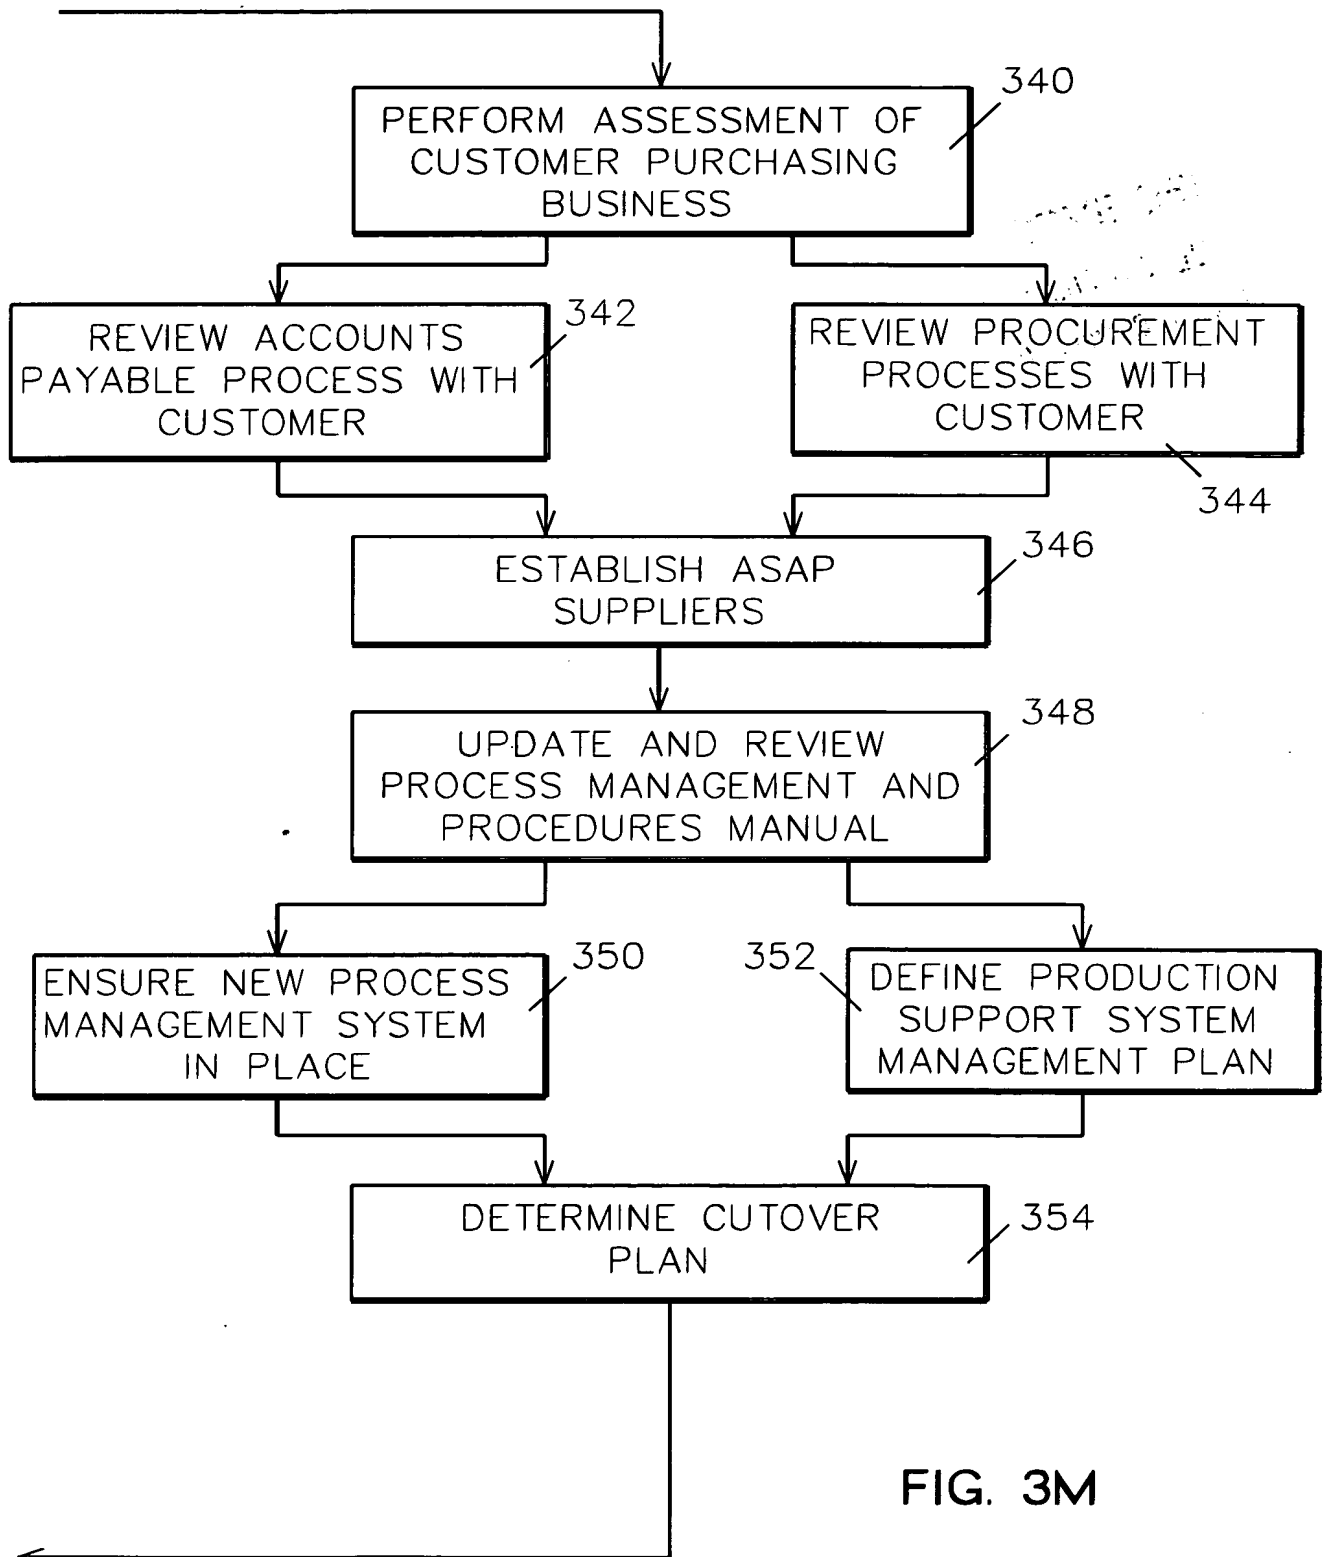 340
PERFORM ASSESSMENT OF
CUSTOMER PURCHASING
BUSINESS
342
REVIEW ACCOUNTS
PAYABLE PROCESS WITH
CUSTOMER
REVIEW PROCUREMENT
PROCESSES WITH
CUSTOMER
344
346
ESTABLISH ASAP
SUPPLIERS
348
UPDATE AND REVIEW
PROCESS MANAGEMENT AND
PROCEDURES MANUAL
350
ENSURE NEW PROCESS
MANAGEMENT SYSTEM
IN PLACE
352
DEFINE PRODUCTION
SUPPORT SYSTEM
MANAGEMENT PLAN
DETERMINE CUTOVER
PLAN
354
FIG. 3M